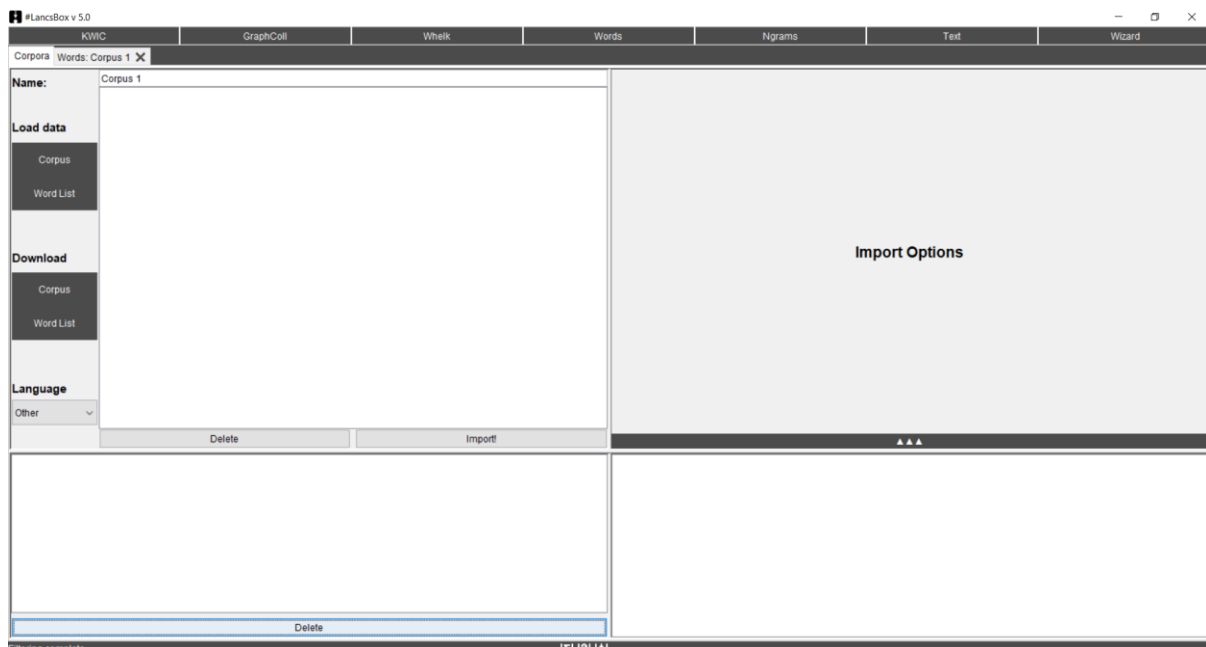 #LancsBox v 5.0
KWIC GraphColl Whelk Words Ngrams Text Wizard
Corpora Words: Corpus 1
Name: Corpus 1
Load data
Corpus
Word List
Import Options
Download
Corpus
Word List
Language
Other
Delete Import!
▲▲▲
Delete